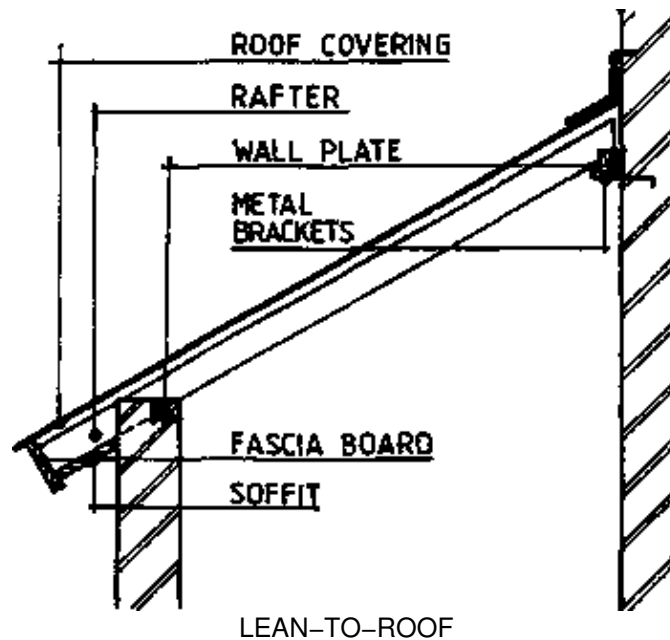 ROOF COVERING
RAFTER
WALL PLATE
METAL
BRACKETS
FASCIA BOARD
SOFFIT
LEAN-TO-ROOF